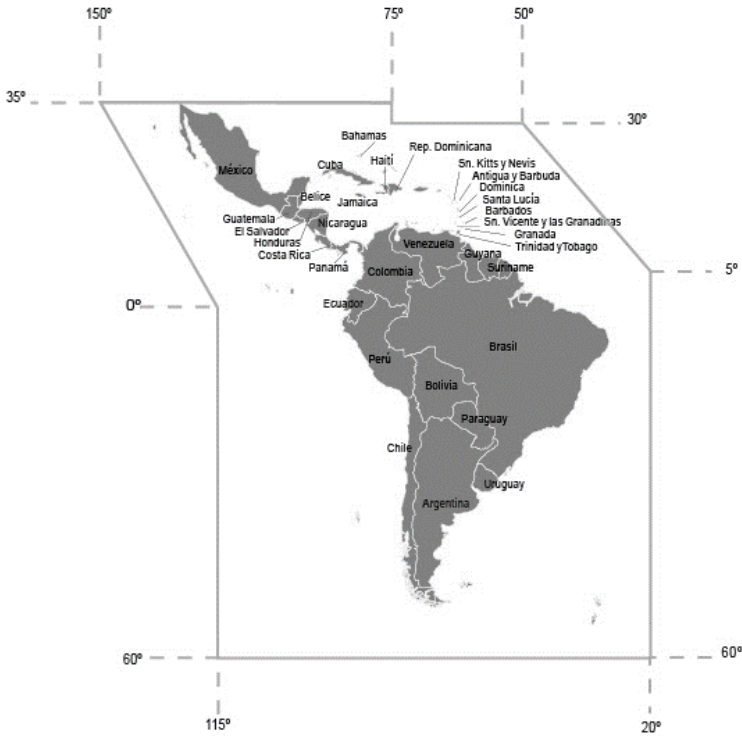 150º
75º
50º
35º
30º
Bahamas
Rep. Dominicana
Haití
Cuba
Sn. Kitts y Nevis
México
Antigua y Barbuda
Dominica
Belice
Jamaica
Santa Lucía
Barbados
Guatemala
Nicaragua
Sn. Vicente y las Granadinas
El Salvador
Granada
Honduras
Venezuela
Trinidad y Tobago
Costa Rica
Guyana
Panamá
Colombia
Suriname
5º
0º
Ecuador
Brasil
Perú
Bolivia
Paraguay
Chile
Uruguay
Argentina
60º
60º
115º
20º